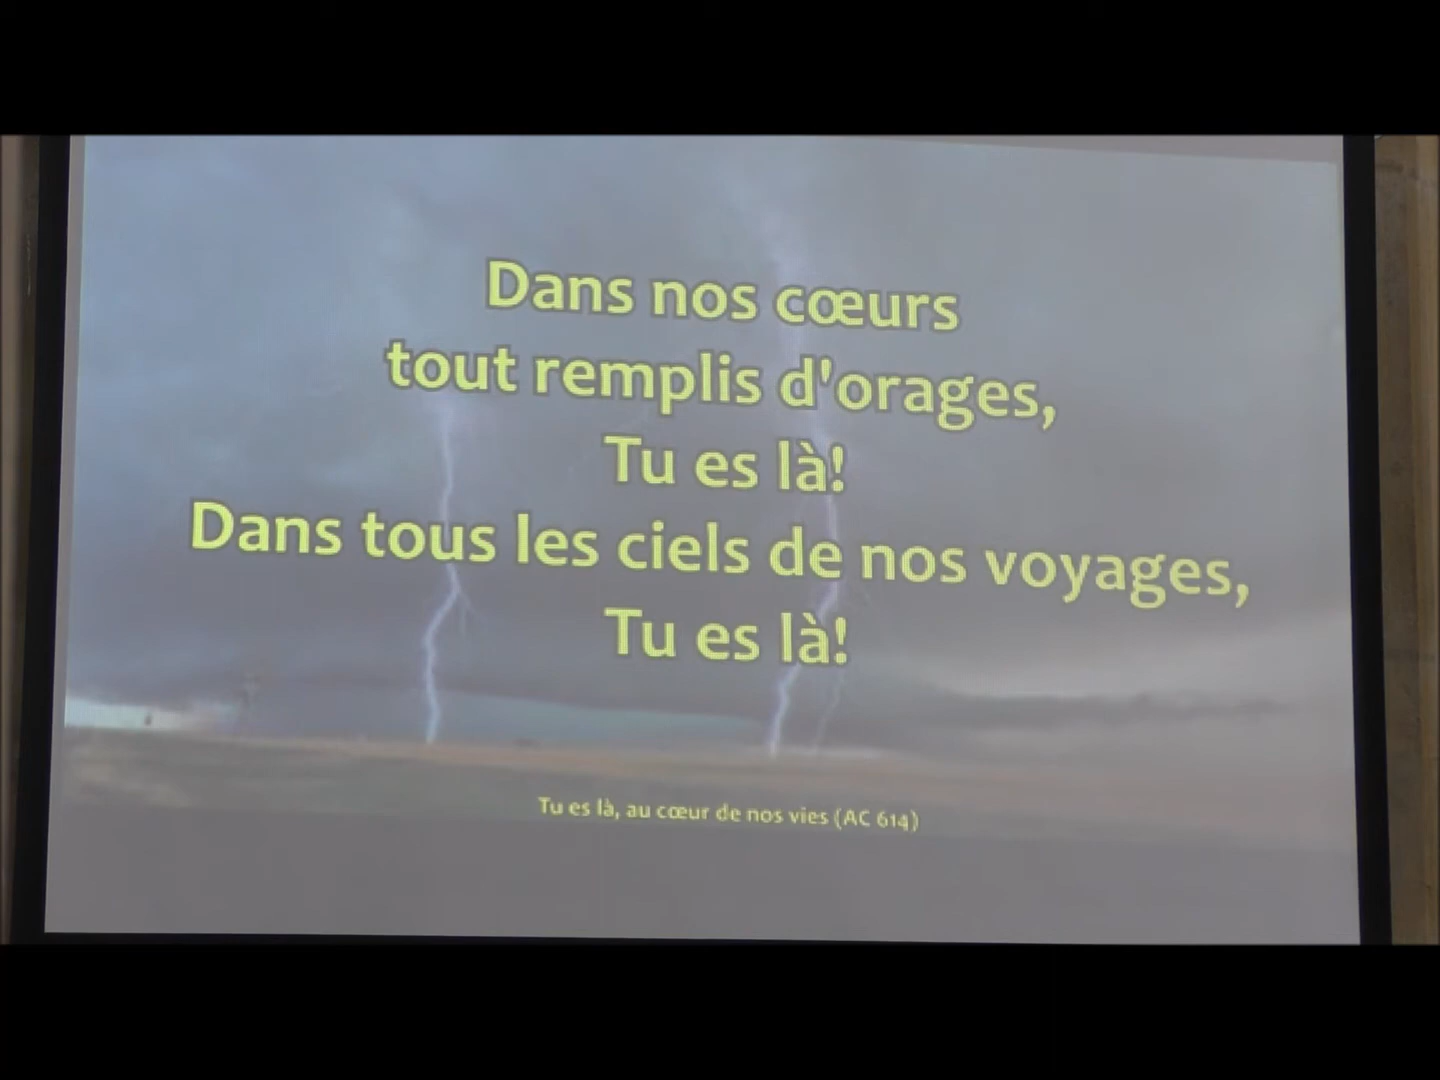 Dans nos cœurs
tout remplis d'orages,
Tu es là!
Dans tous les ciels de nos voyages,
Tu es là!
Tu es là, au cœur de nos vies (AC 614)